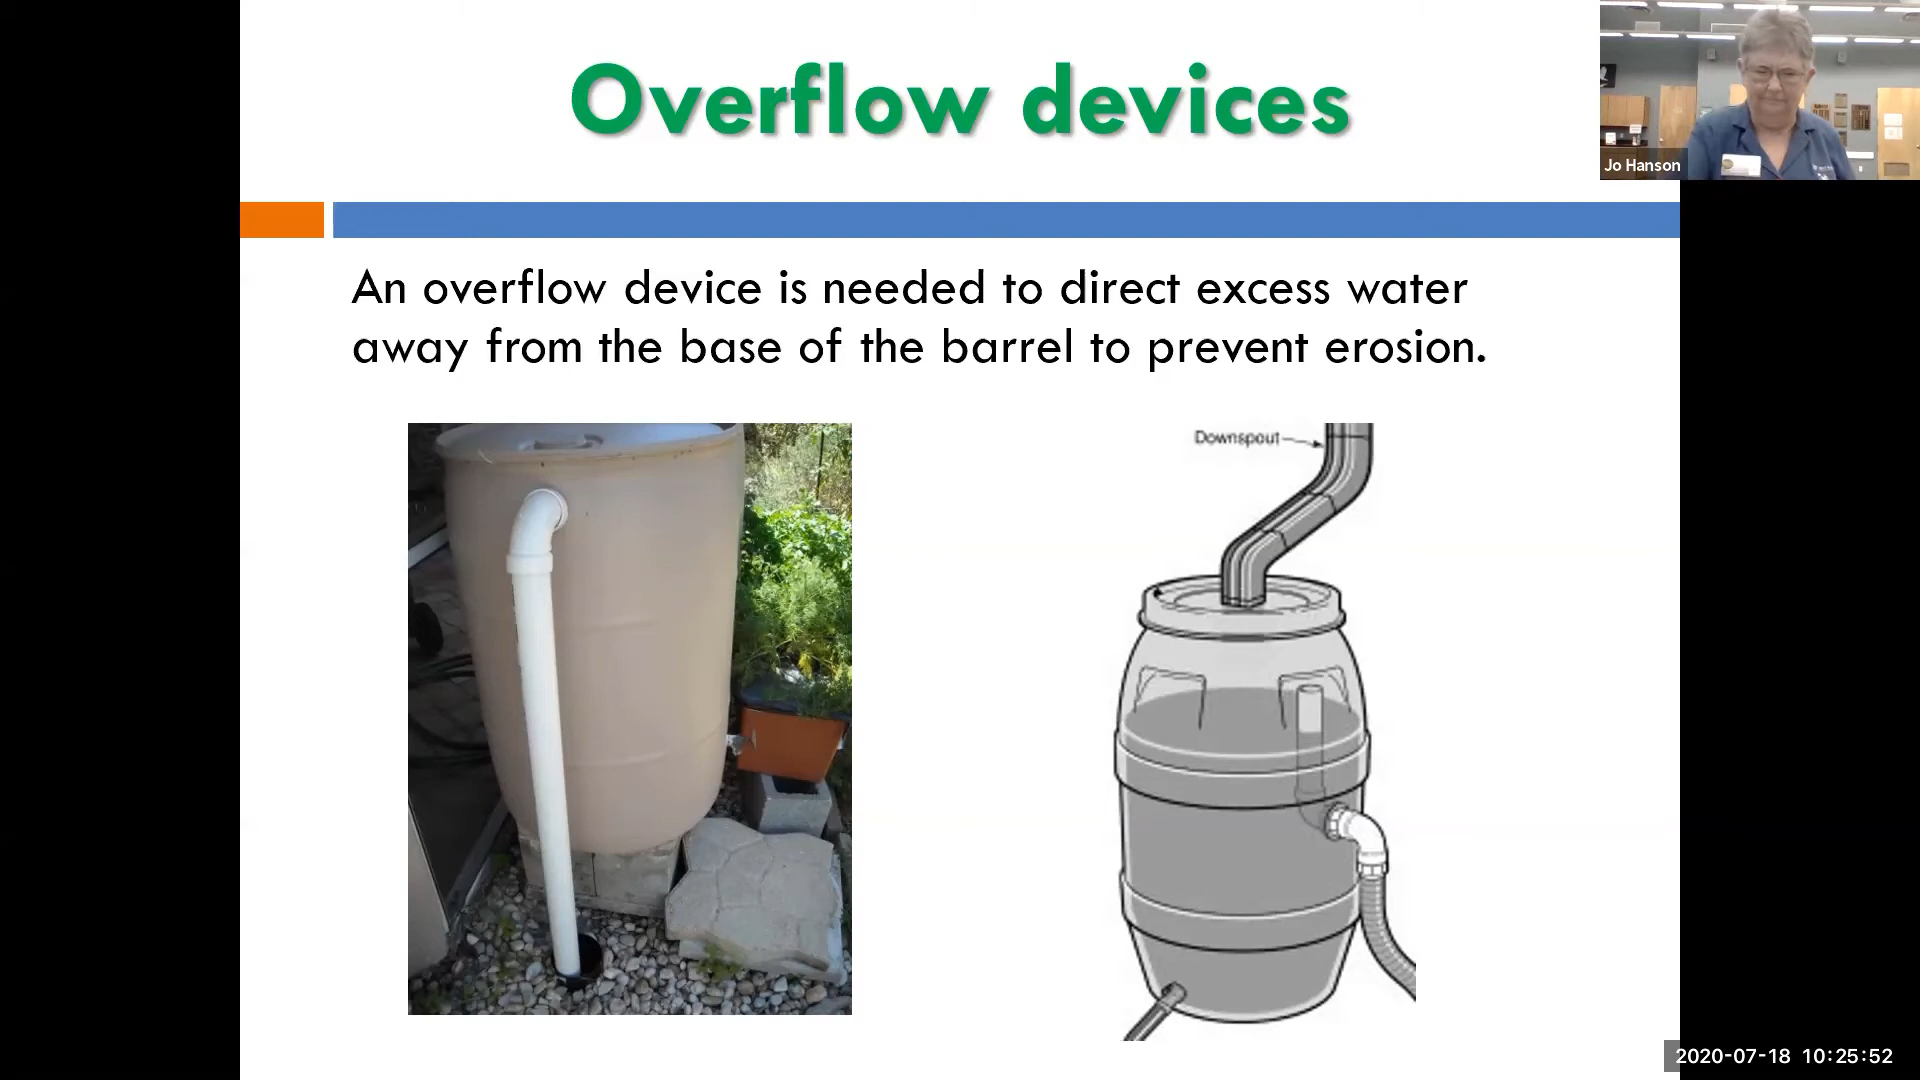 Overflow devices
Jo Hanson
An overflow device is needed to direct excess water
away from the base of the barrel to prevent erosion.
Downspout
2020-07-18 10:25:52